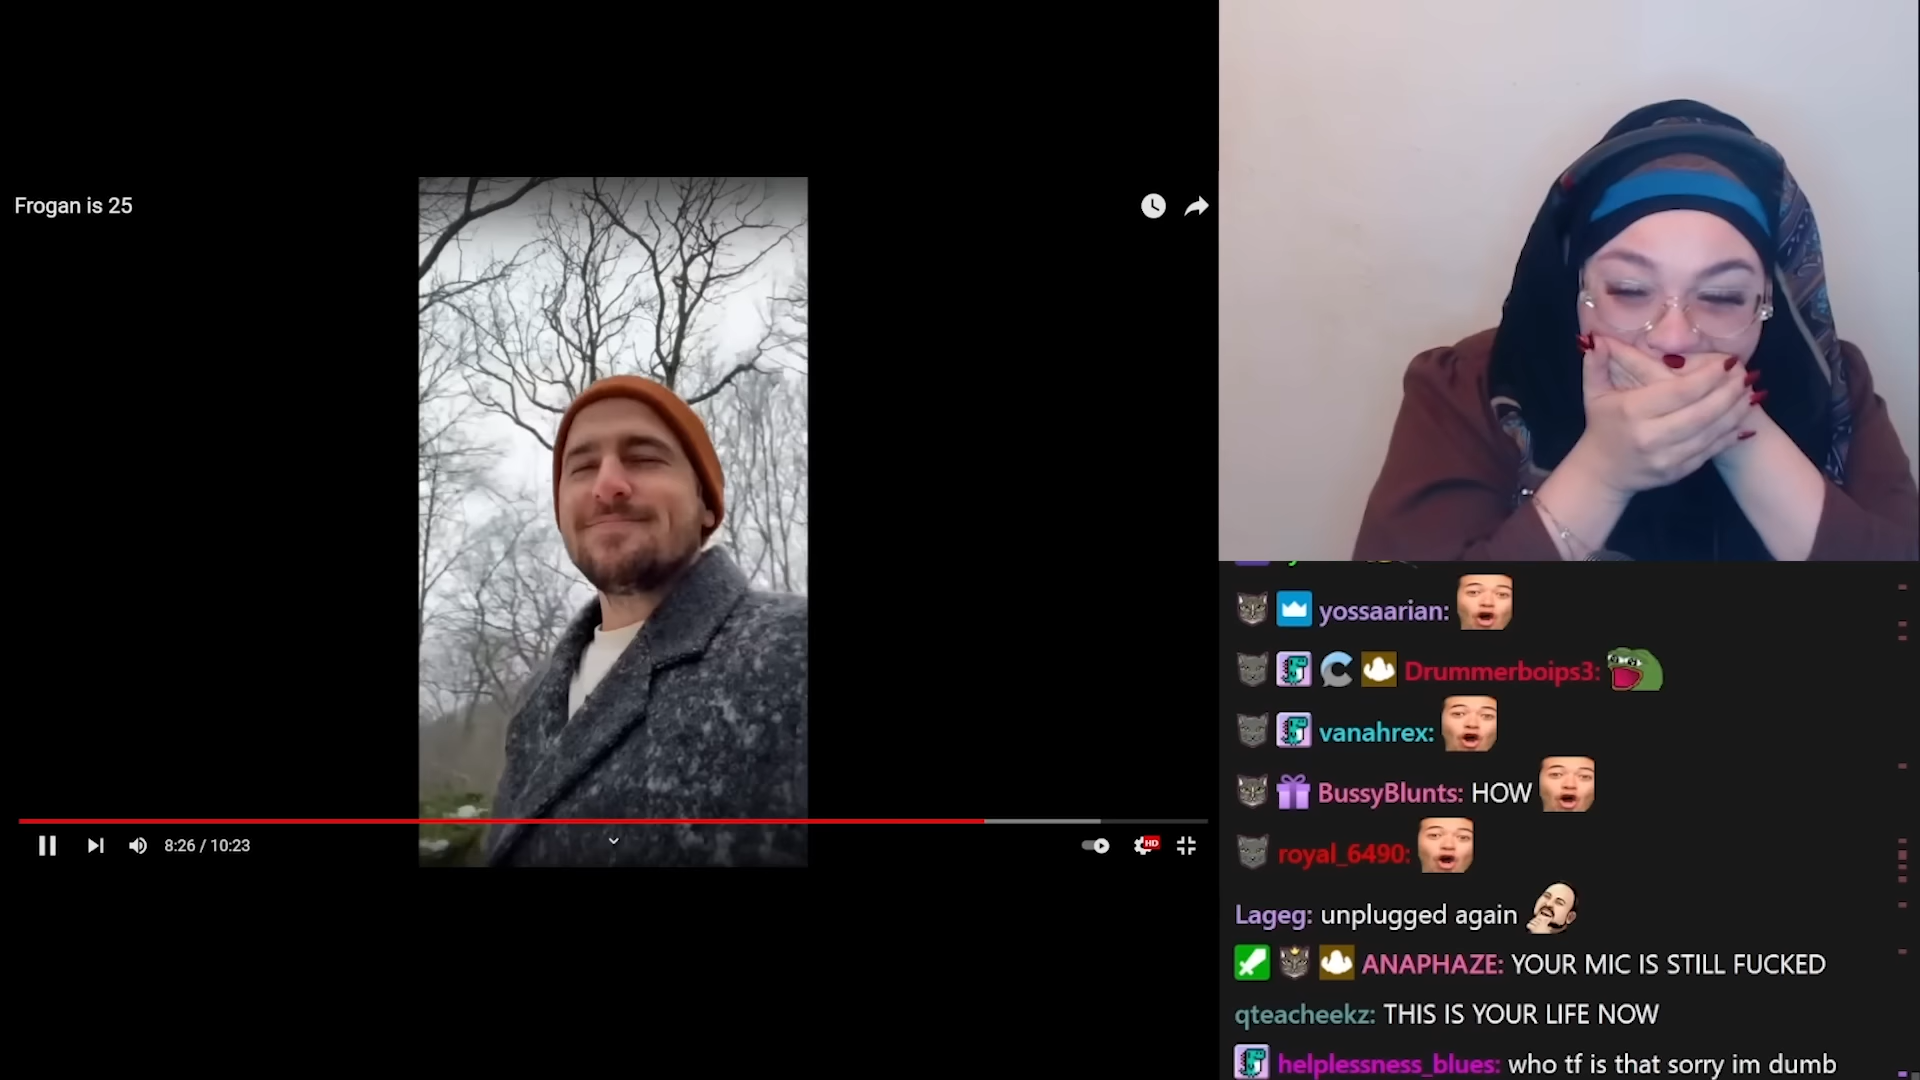 Frogan is 25
8:26 / 10:23
HD
yossaarian:
Drummerboips3:
vanahrex:
BussyBlunts: HOW
royal_6490:
Lageg: unplugged again
ANAPHAZE: YOUR MIC IS STILL FUCKED
qteacheekz: THIS IS YOUR LIFE NOW
helplessness_blues: who tf is that sorry im dumb